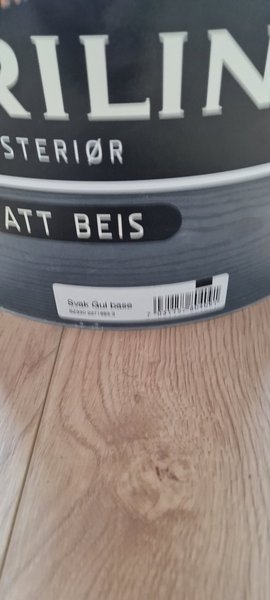 RILIN
STERIØR
ATT BEIS
Svak Gul base